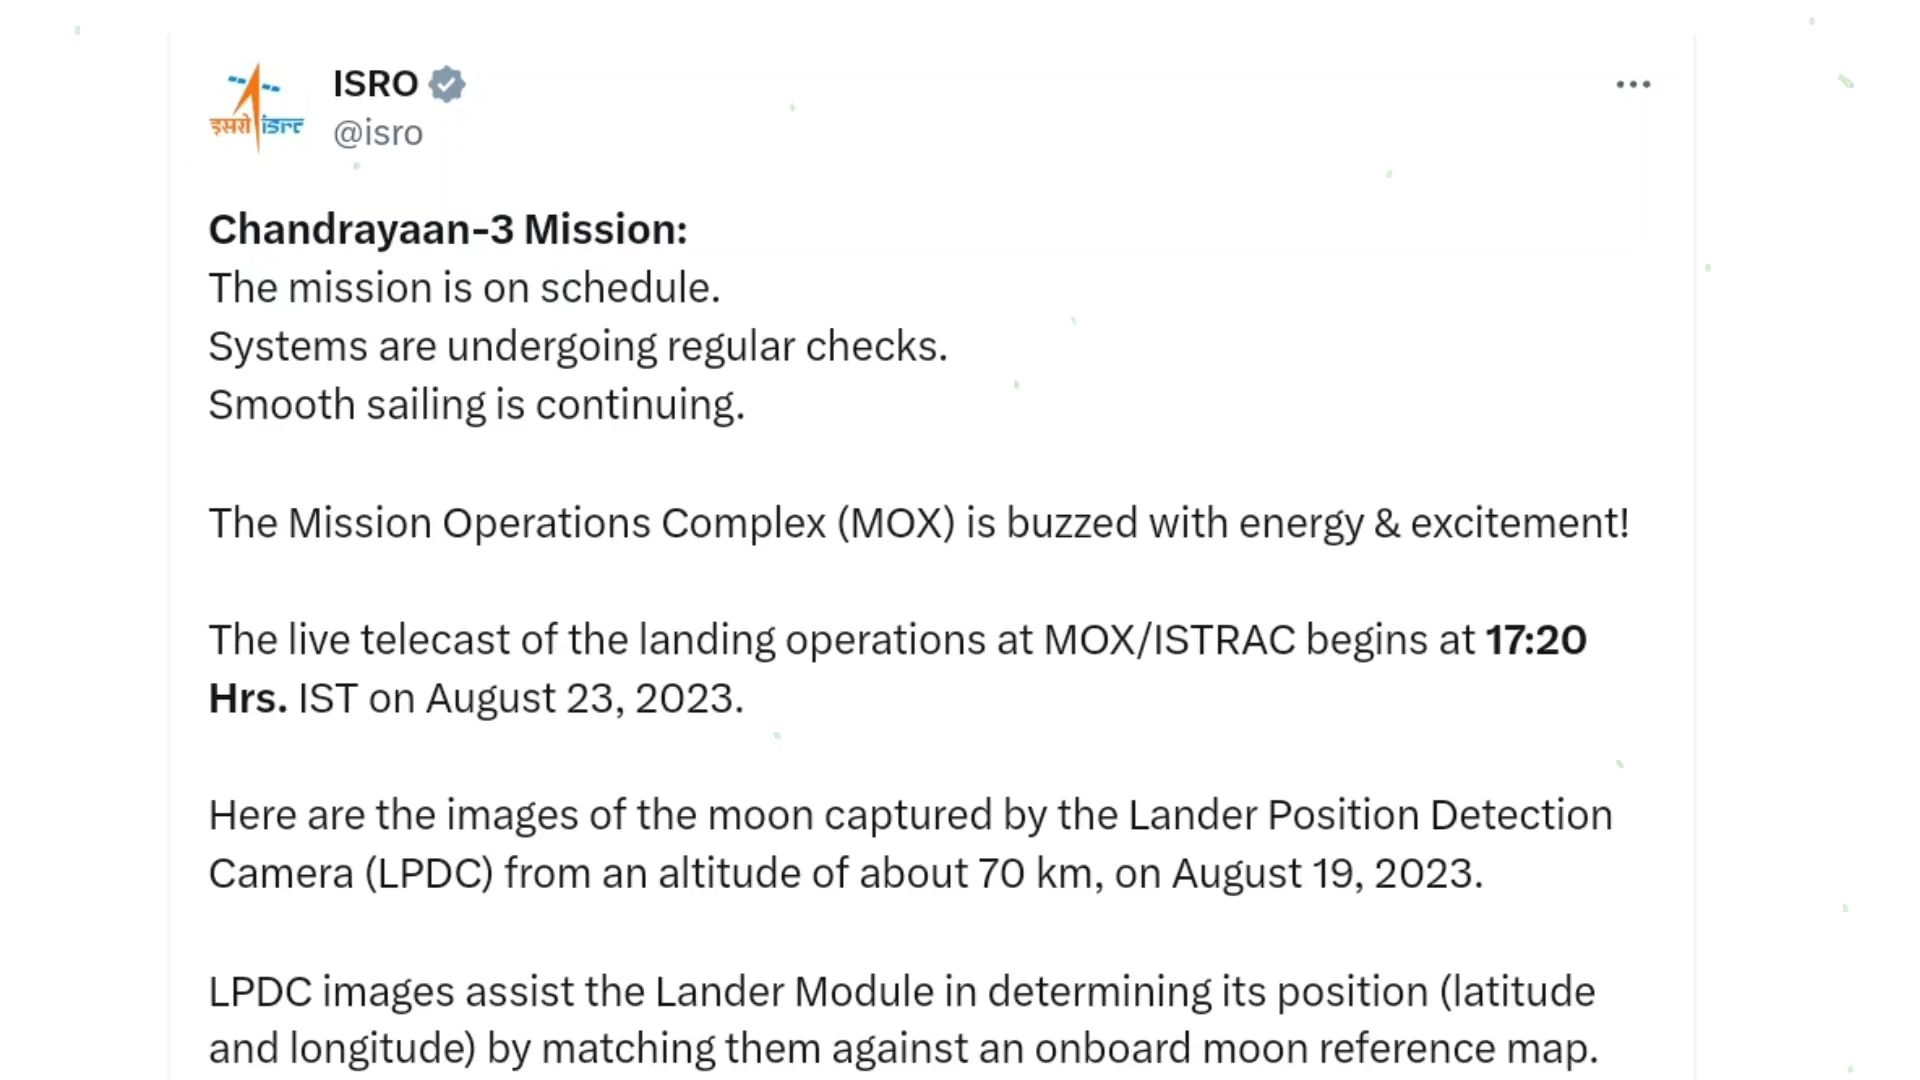 ISRO
@isro
इसरो isro
Chandrayaan-3 Mission:
The mission is on schedule.
Systems are undergoing regular checks.
Smooth sailing is continuing.
The Mission Operations Complex (MOX) is buzzed with energy & excitement!
The live telecast of the landing operations at MOX/ISTRAC begins at 17:20
Hrs. IST on August 23, 2023.
Here are the images of the moon captured by the Lander Position Detection
Camera (LPDC) from an altitude of about 70 km, on August 19, 2023.
LPDC images assist the Lander Module in determining its position (latitude
and longitude) by matching them against an onboard moon reference map.